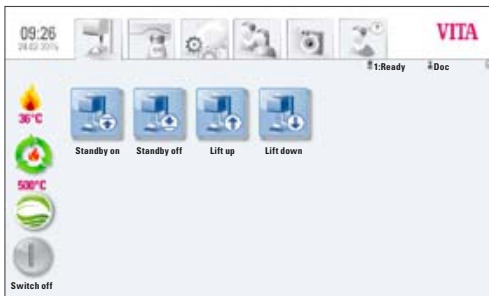 09:26
VITA
1:Ready Doc
36°C
Standby on Standby off Lift up Lift down
500°C
Switch off